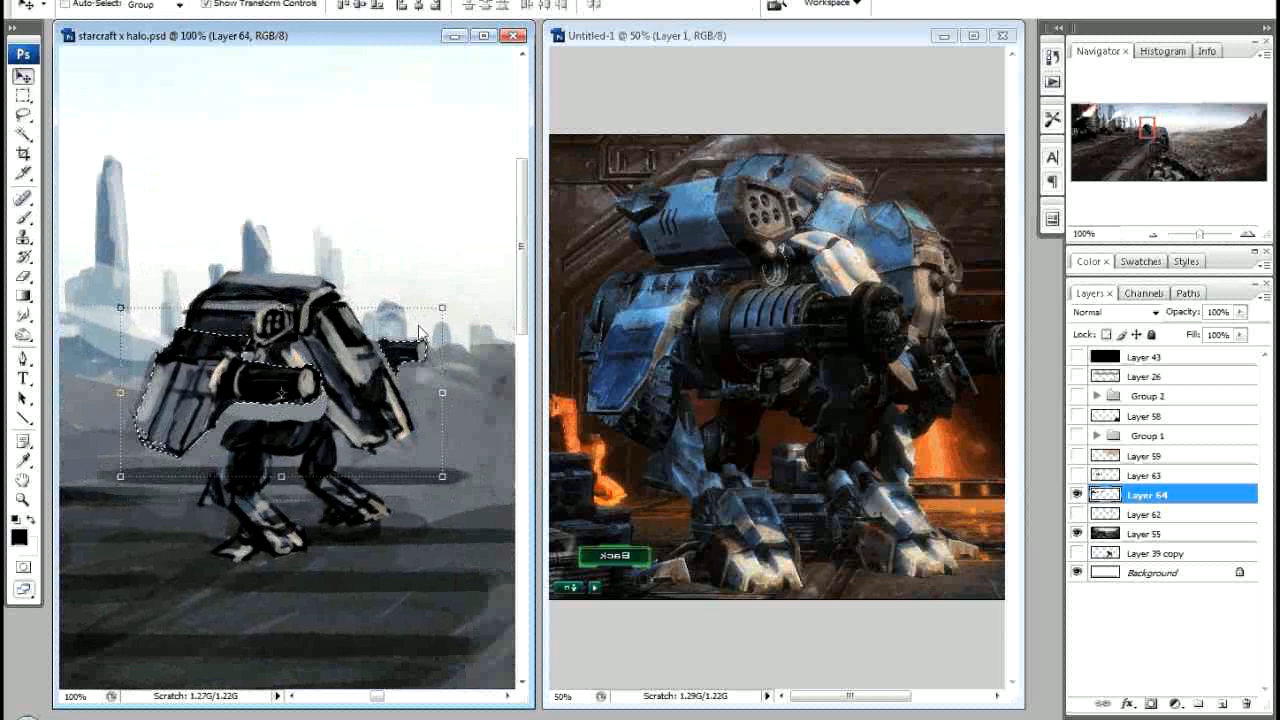 Auto-Select:
Group
Show Transform Controls
Workspace
starcraft x halo.psd @ 100% (Layer 64, RGB/8)
Untitled-1 @ 50% (Layer 1, RGB/8)
Ps
Navigator x
Histogram
Info
100%
Color x
Swatches
Styles
Layers x
Channels
Paths
Normal
Opacity: 100%
Lock:
Fill: 100%
Layer 43
Layer 26
Group 2
Layer 58
Group 1
Layer 59
Layer 63
Layer 64
Layer 62
Layer 55
Layer 39 copy
Background
Back
100%
Scratch: 1.27G/1.22G
50%
Scratch: 1.29G/1.22G